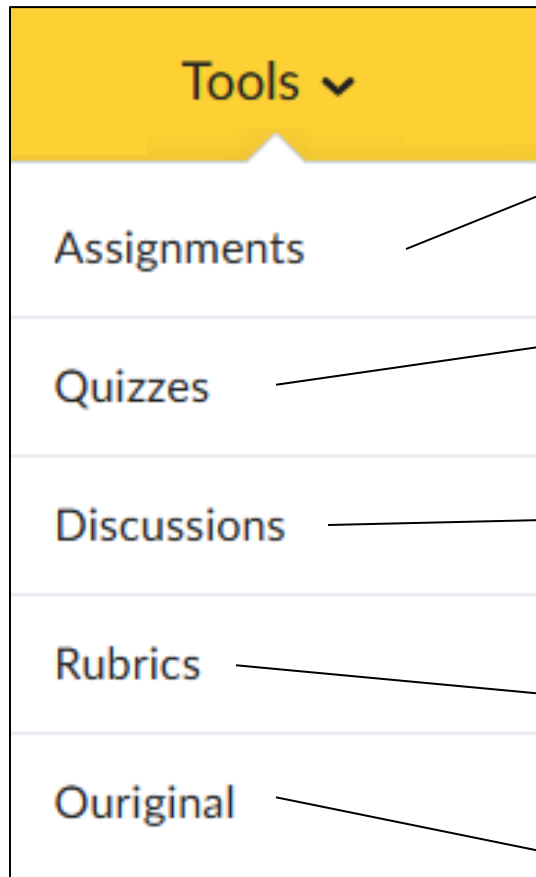 Tools
Assignments
Quizzes
Discussions
Rubrics
Ouriginal